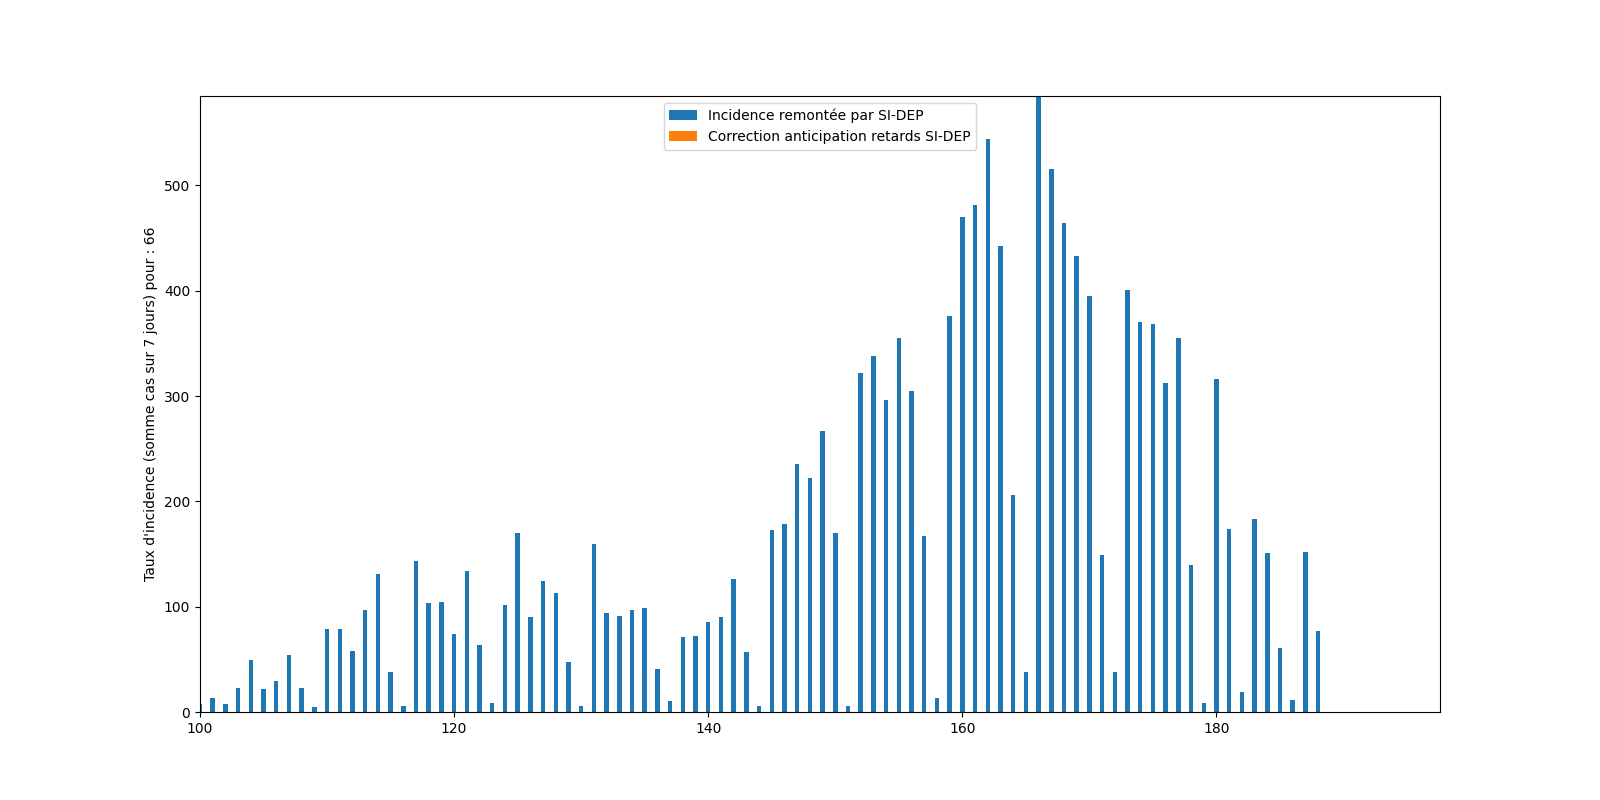 Incidence remontée par SI-DEP
Correction anticipation retards SI-DEP
Taux d'incidence (somme cas sur 7 jours) pour : 66
500
400
300
200
100
0
100 120 140 160 180